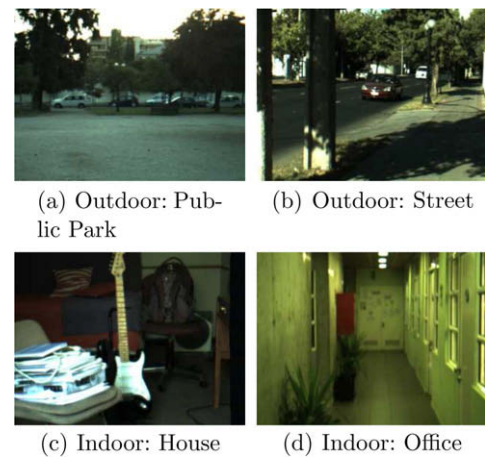 (a) Outdoor: Pub-
lic Park
(b) Outdoor: Street
(c) Indoor: House
(d) Indoor: Office